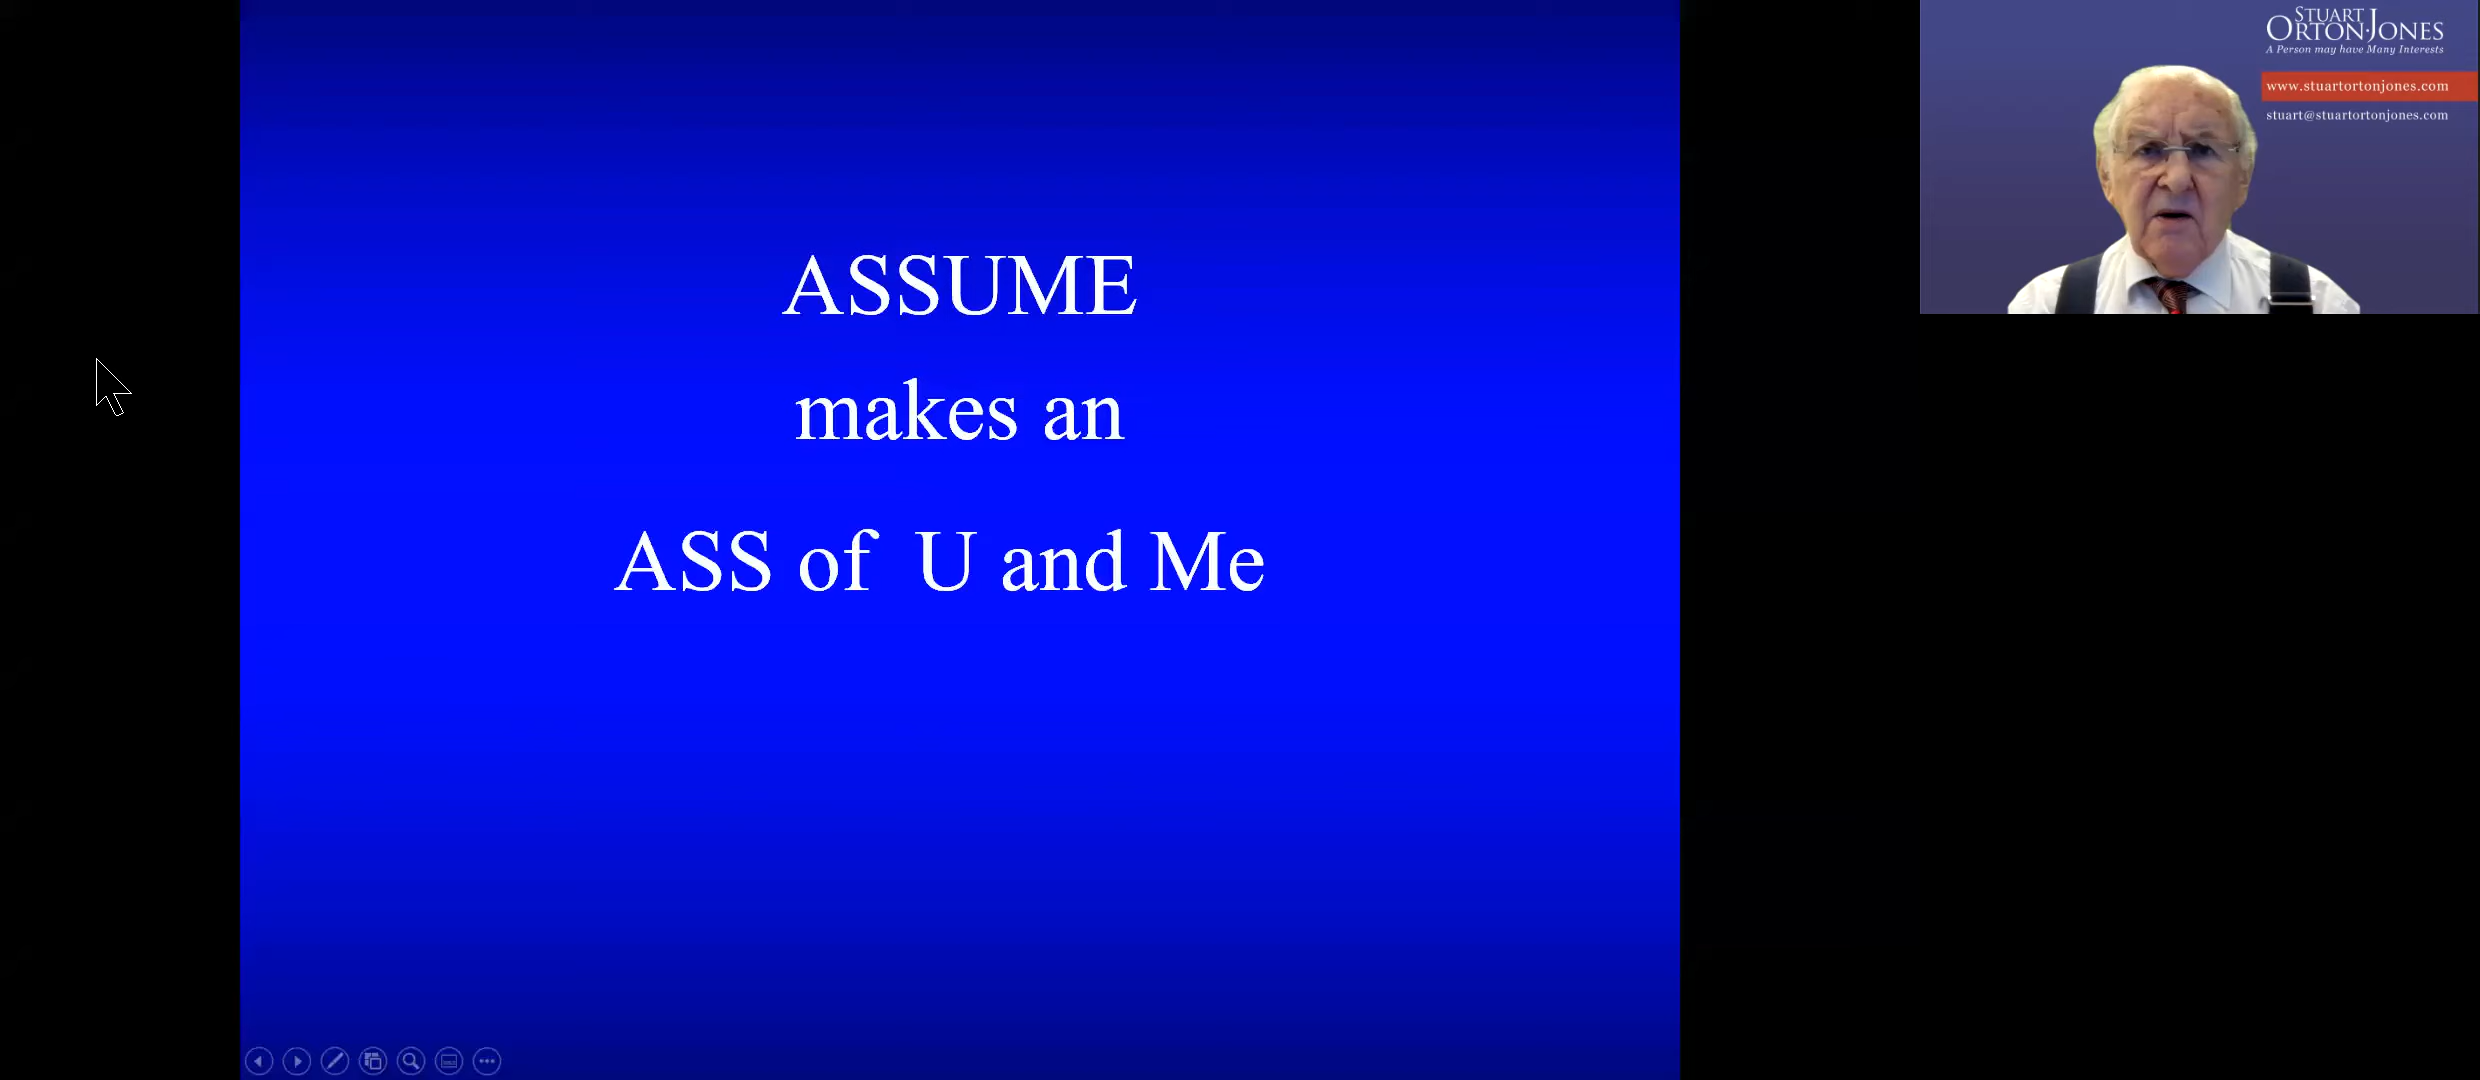 ASSUME
makes an
ASS of U and Me
STUART
ORTON-JONES
A Person may have Many Interests
www.stuartortonjones.com
stuart@stuartortonjones.com